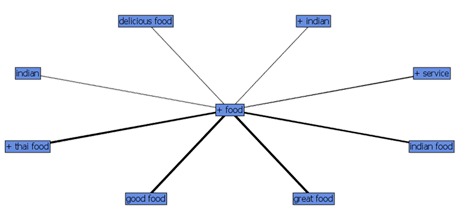 delicious food
+ indian
indian
+ service
+ food
+ thai food
indian food
good food
great food